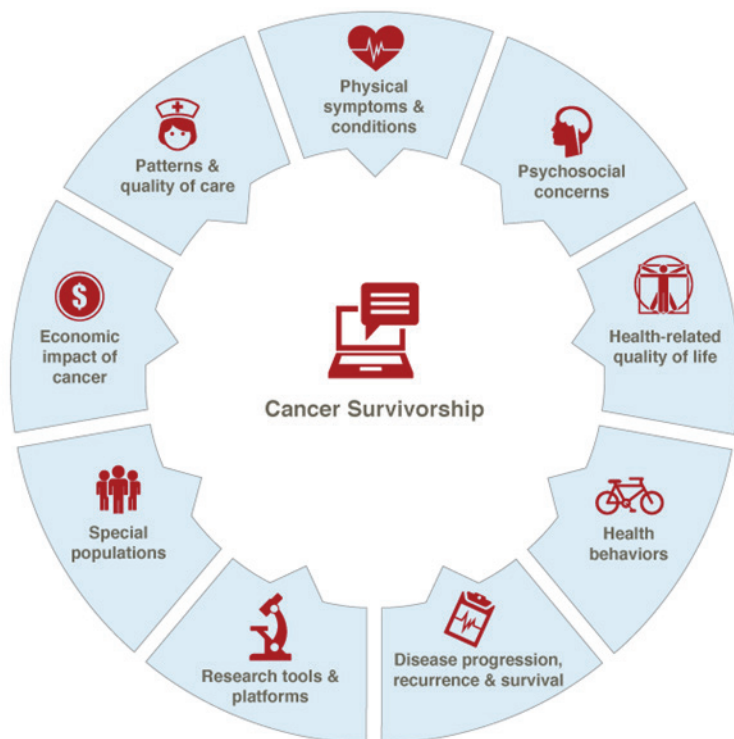 Physical
symptoms &
conditions
Psychosocial
concerns
Health-related
quality of life
Health
behaviors
Disease progression,
recurrence & survival
Research tools &
platforms
Special
populations
$
Economic
impact of
cancer
Patterns &
quality of care
Cancer Survivorship